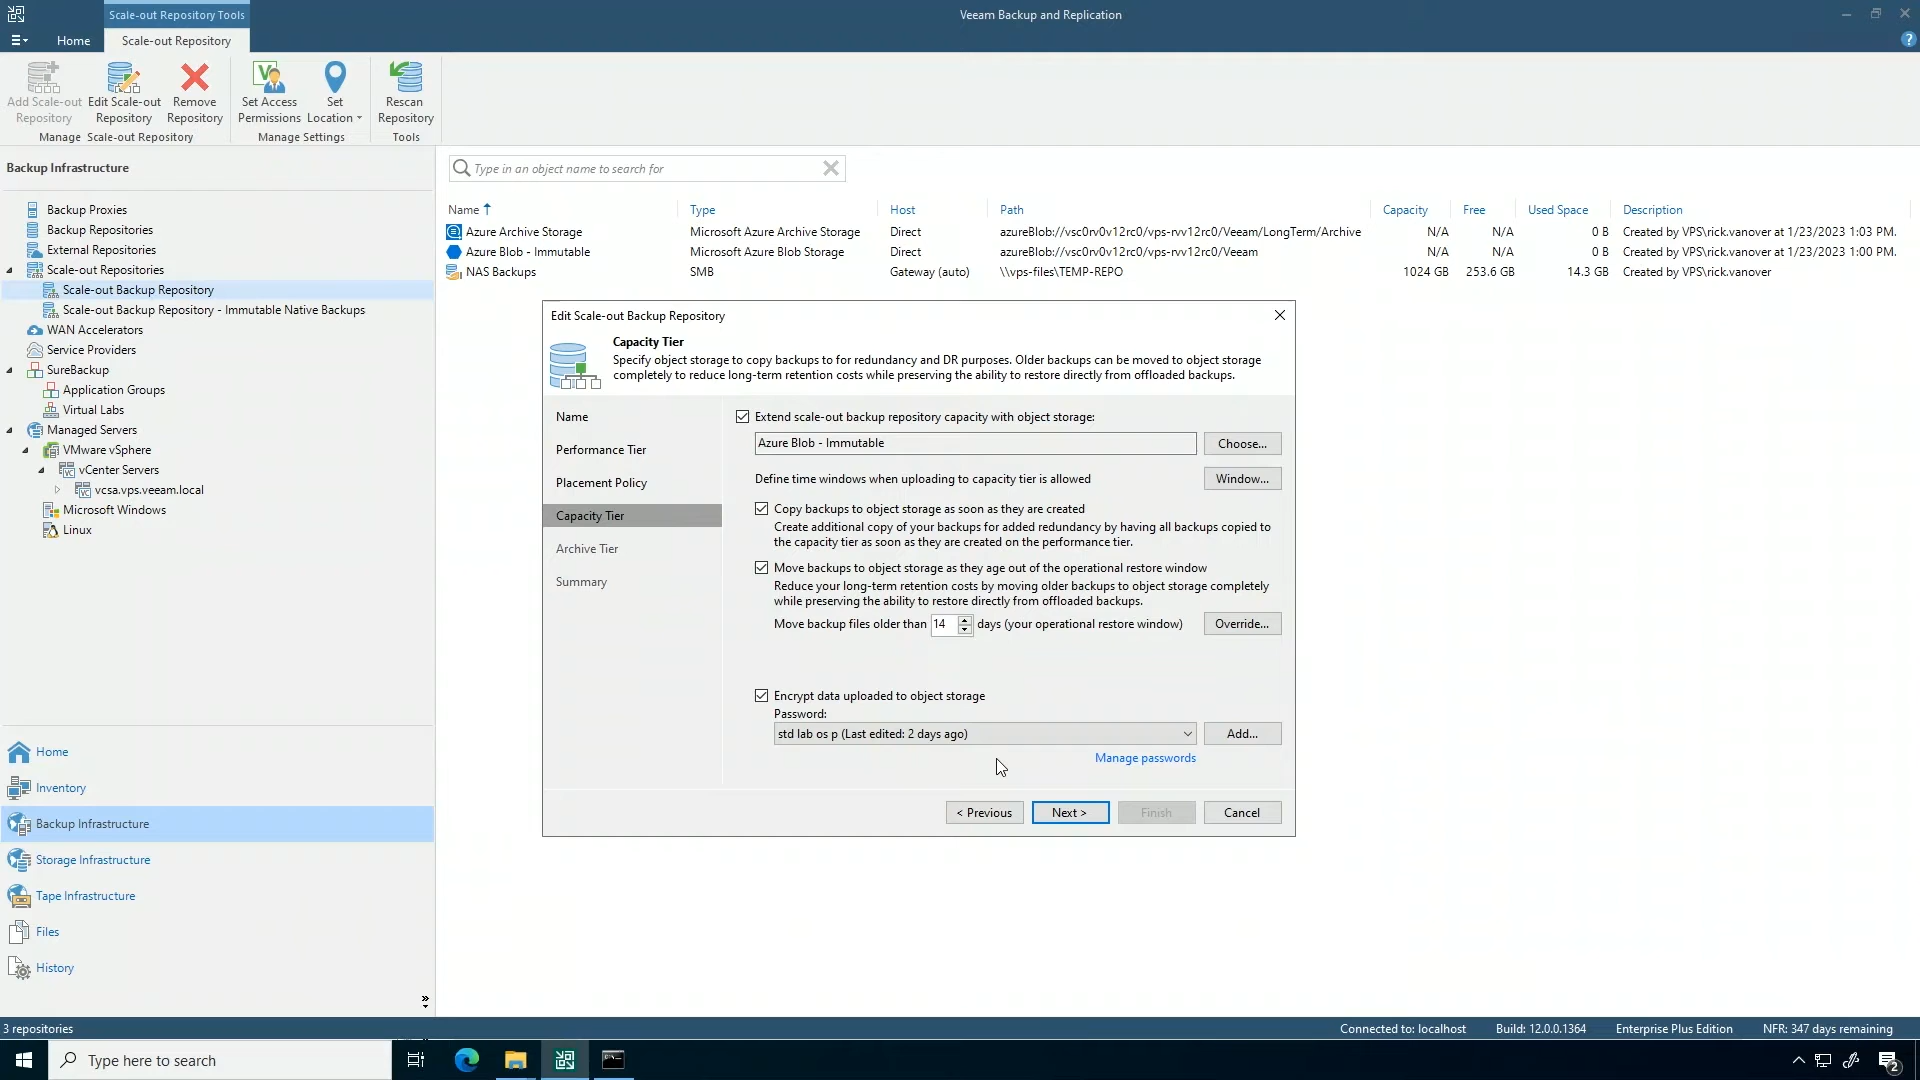 Scale-out Repository Tools
Veeam Backup and Replication
Home
Scale-out Repository
?
Add Scale-out Repository
Edit Scale-out Repository
Remove Repository
Set Access Permissions
Set Location
Rescan Repository
Manage Scale-out Repository
Manage Settings
Tools
Backup Infrastructure
Type in an object name to search for
Backup Proxies
Backup Repositories
External Repositories
Scale-out Repositories
Scale-out Backup Repository
Scale-out Backup Repository - Immutable Native Backups
WAN Accelerators
Service Providers
SureBackup
Application Groups
Virtual Labs
Managed Servers
VMware vSphere
vCenter Servers
vcsa.vps.veeam.local
Microsoft Windows
Linux
Home
Inventory
Backup Infrastructure
Storage Infrastructure
Tape Infrastructure
Files
History
Name Type Host Path Capacity Free Used Space Description
Azure Archive Storage Microsoft Azure Archive Storage Direct azureBlob://vsc0rv0v12rc0/vps-rvv12rc0/Veeam/LongTerm/Archive N/A N/A 0 B Created by VPS\rick.vanover at 1/23/2023 1:03 PM.
Azure Blob - Immutable Microsoft Azure Blob Storage Direct azureBlob://vsc0rv0v12rc0/vps-rvv12rc0/Veeam N/A N/A 0 B Created by VPS\rick.vanover at 1/23/2023 1:00 PM.
NAS Backups SMB Gateway (auto) \\vps-files\TEMP-REPO 1024 GB 253.6 GB 14.3 GB Created by VPS\rick.vanover
Edit Scale-out Backup Repository
Capacity Tier
Specify object storage to copy backups to for redundancy and DR purposes. Older backups can be moved to object storage
completely to reduce long-term retention costs while preserving the ability to restore directly from offloaded backups.
Name
Performance Tier
Placement Policy
Capacity Tier
Archive Tier
Summary
Extend scale-out backup repository capacity with object storage:
Azure Blob - Immutable Choose...
Define time windows when uploading to capacity tier is allowed Window...
Copy backups to object storage as soon as they are created
Create additional copy of your backups for added redundancy by having all backups copied to
the capacity tier as soon as they are created on the performance tier.
Move backups to object storage as they age out of the operational restore window
Reduce your long-term retention costs by moving older backups to object storage completely
while preserving the ability to restore directly from offloaded backups.
Move backup files older than 14 days (your operational restore window) Override...
Encrypt data uploaded to object storage
Password:
std lab os p (Last edited: 2 days ago) Add...
Manage passwords
< Previous Next > Finish Cancel
3 repositories
Connected to: localhost Build: 12.0.0.1364 Enterprise Plus Edition NFR: 347 days remaining
Type here to search
2